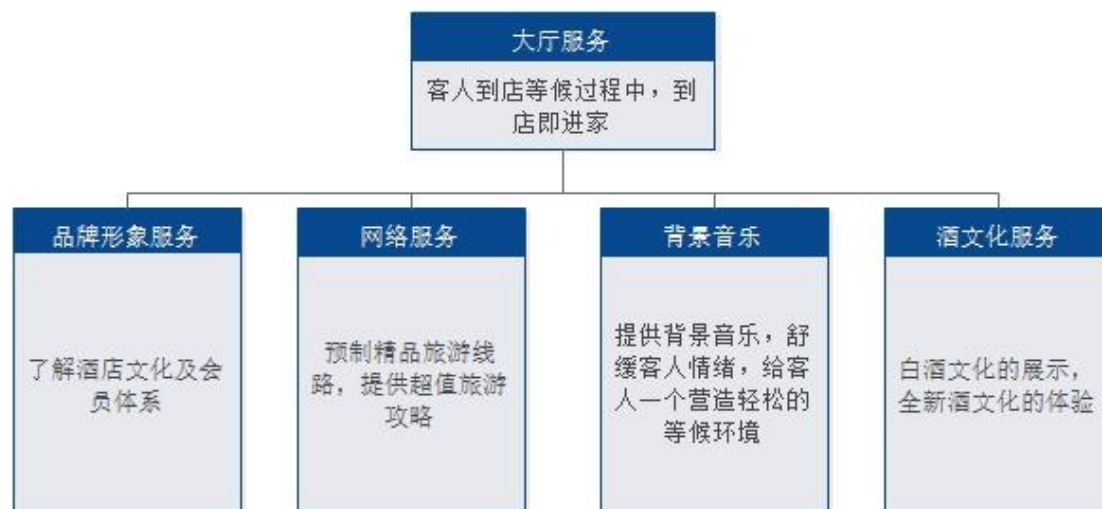 大厅服务
客人到店等候过程中，到
店即进家
品牌形象服务
了解酒店文化及会
员体系
网络服务
预制精品旅游线
路，提供超值旅游
攻略
背景音乐
提供背景音乐，舒
缓客人情绪，给客
人一个营造轻松的
等候环境
酒文化服务
白酒文化的展示，
全新酒文化的体验